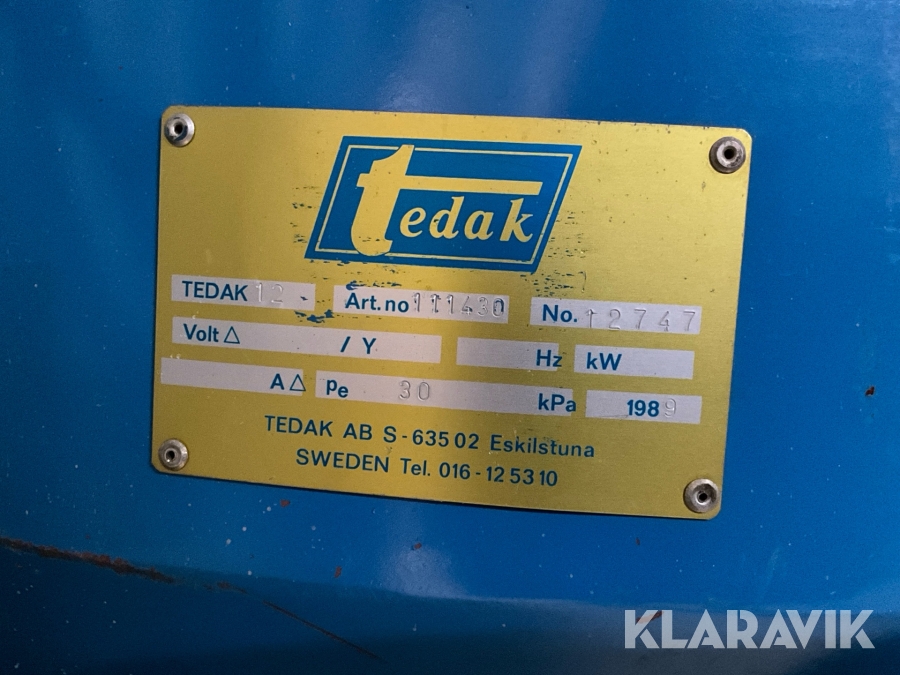 tedak
TEDAK 12 Art.no 111430 No. 12747
Volt △ / Y Hz kW
A △ Pe 30 kPa 1989
TEDAK AB S-635 02 Eskilstuna
SWEDEN Tel. 016-12 53 10
KLARAVIK